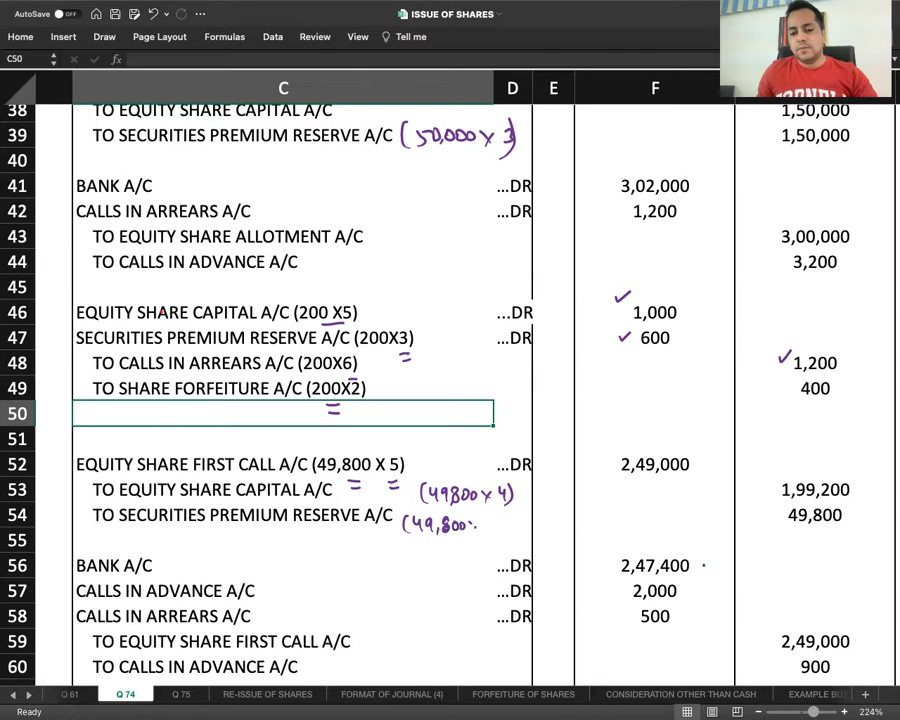 AutoSave OFF ISSUE OF SHARES
Home Insert Draw Page Layout Formulas Data Review View Tell me
C50 fx
C D E F
38 TO EQUITY SHARE CAPITAL A/C 1,50,000
39 TO SECURITIES PREMIUM RESERVE A/C (50,000 X 3) 1,50,000
40
41 BANK A/C ...DR 3,02,000
42 CALLS IN ARREARS A/C ...DR 1,200
43 TO EQUITY SHARE ALLOTMENT A/C 3,00,000
44 TO CALLS IN ADVANCE A/C 3,200
45
46 EQUITY SHARE CAPITAL A/C (200 X5) ...DR 1,000
47 SECURITIES PREMIUM RESERVE A/C (200X3) ...DR 600
48 TO CALLS IN ARREARS A/C (200X6) 1,200
49 TO SHARE FORFEITURE A/C (200X2) 400
50
51
52 EQUITY SHARE FIRST CALL A/C (49,800 X 5) ...DR 2,49,000
53 TO EQUITY SHARE CAPITAL A/C (49,800 X 4) 1,99,200
54 TO SECURITIES PREMIUM RESERVE A/C (49,800 49,800
55
56 BANK A/C ...DR 2,47,400
57 CALLS IN ADVANCE A/C ...DR 2,000
58 CALLS IN ARREARS A/C ...DR 500
59 TO EQUITY SHARE FIRST CALL A/C 2,49,000
60 TO CALLS IN ADVANCE A/C 900
Q 61 Q 74 Q 75 RE-ISSUE OF SHARES FORMAT OF JOURNAL (4) FORFEITURE OF SHARES CONSIDERATION OTHER THAN CASH EXAMPLE BU
Ready 224%